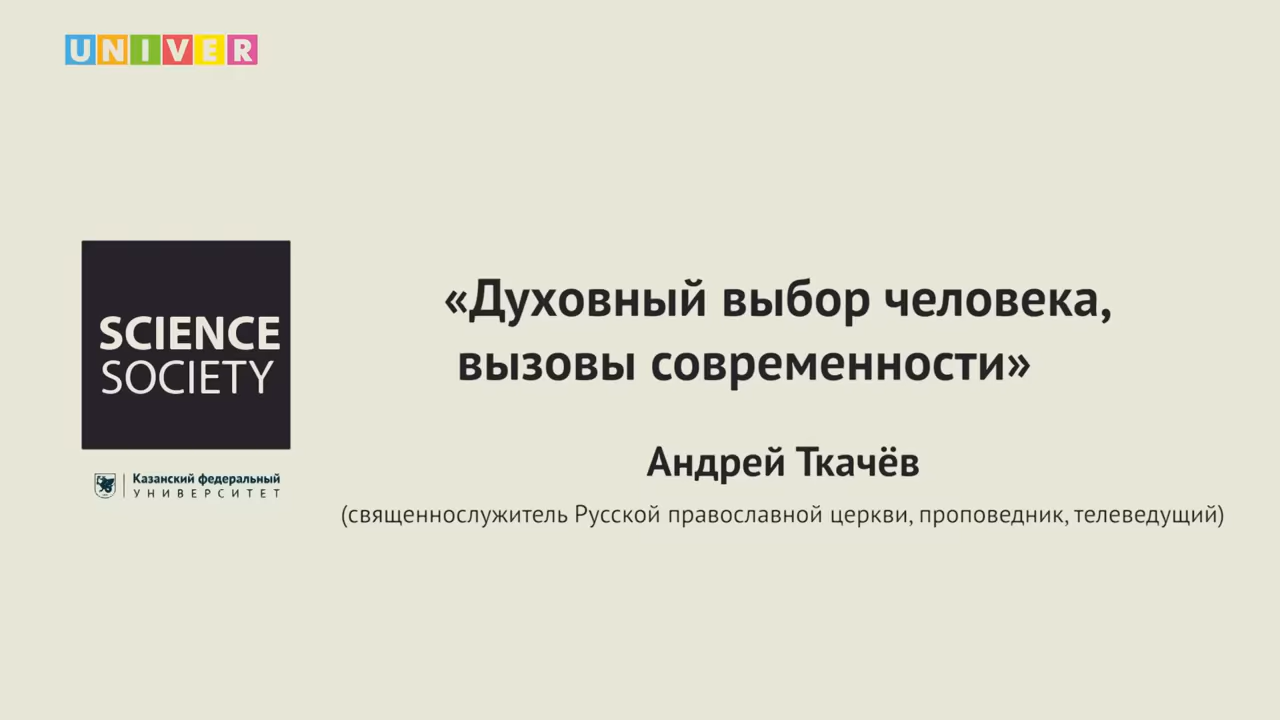 UNIVER
SCIENCE
SOCIETY
Казанский федеральный
УНИВЕРСИТЕТ
«Духовный выбор человека,
вызовы современности»
Андрей Ткачёв
(священнослужитель Русской православной церкви, проповедник, телеведущий)